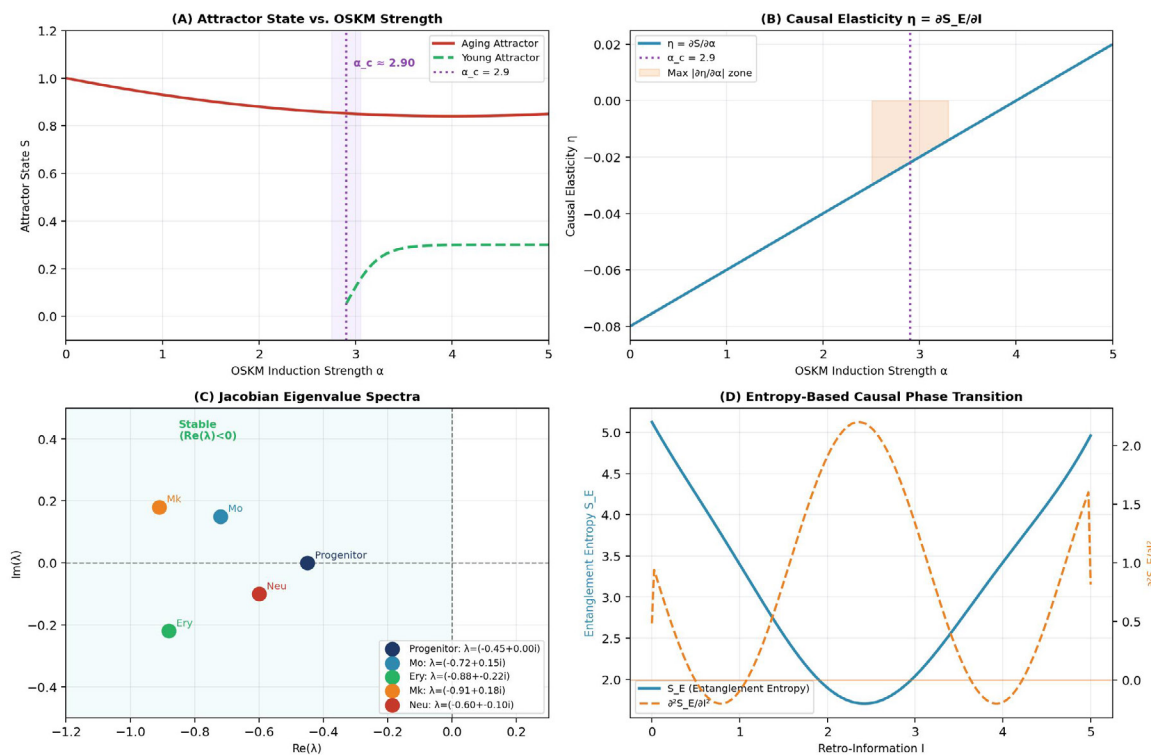 (A) Attractor State vs. OSKM Strength
Attractor State S
1.0
0.8
0.6
0.4
0.2
0.0
α_c ≈ 2.90
Aging Attractor
Young Attractor
α_c = 2.9
0 1 2 3 4 5
OSKM Induction Strength α
(B) Causal Elasticity η = ∂S_E/∂I
Causal Elasticity η
0.02
0.00
−0.02
−0.04
−0.06
−0.08
η = ∂S/∂α
α_c = 2.9
Max |∂η/∂α| zone
0 1 2 3 4 5
OSKM Induction Strength α
(C) Jacobian Eigenvalue Spectra
Im(λ)
0.4
0.2
0.0
−0.2
−0.4
Stable
(Re(λ)<0)
Mk
Mo
Progenitor
Neu
Ery
Progenitor: λ=(-0.45+0.00i)
Mo: λ=(-0.72+0.15i)
Ery: λ=(-0.88+-0.22i)
Mk: λ=(-0.91+0.18i)
Neu: λ=(-0.60+-0.10i)
−1.2 −1.0 −0.8 −0.6 −0.4 −0.2 0.0 0.2
Re(λ)
(D) Entropy-Based Causal Phase Transition
Entanglement Entropy S_E
5.0
4.5
4.0
3.5
3.0
2.5
2.0
S_E (Entanglement Entropy)
∂²S_E/∂I²
2.0
1.5
1.0
0.5
0.0
∂²S_E/∂I²
0 1 2 3 4 5
Retro-Information I